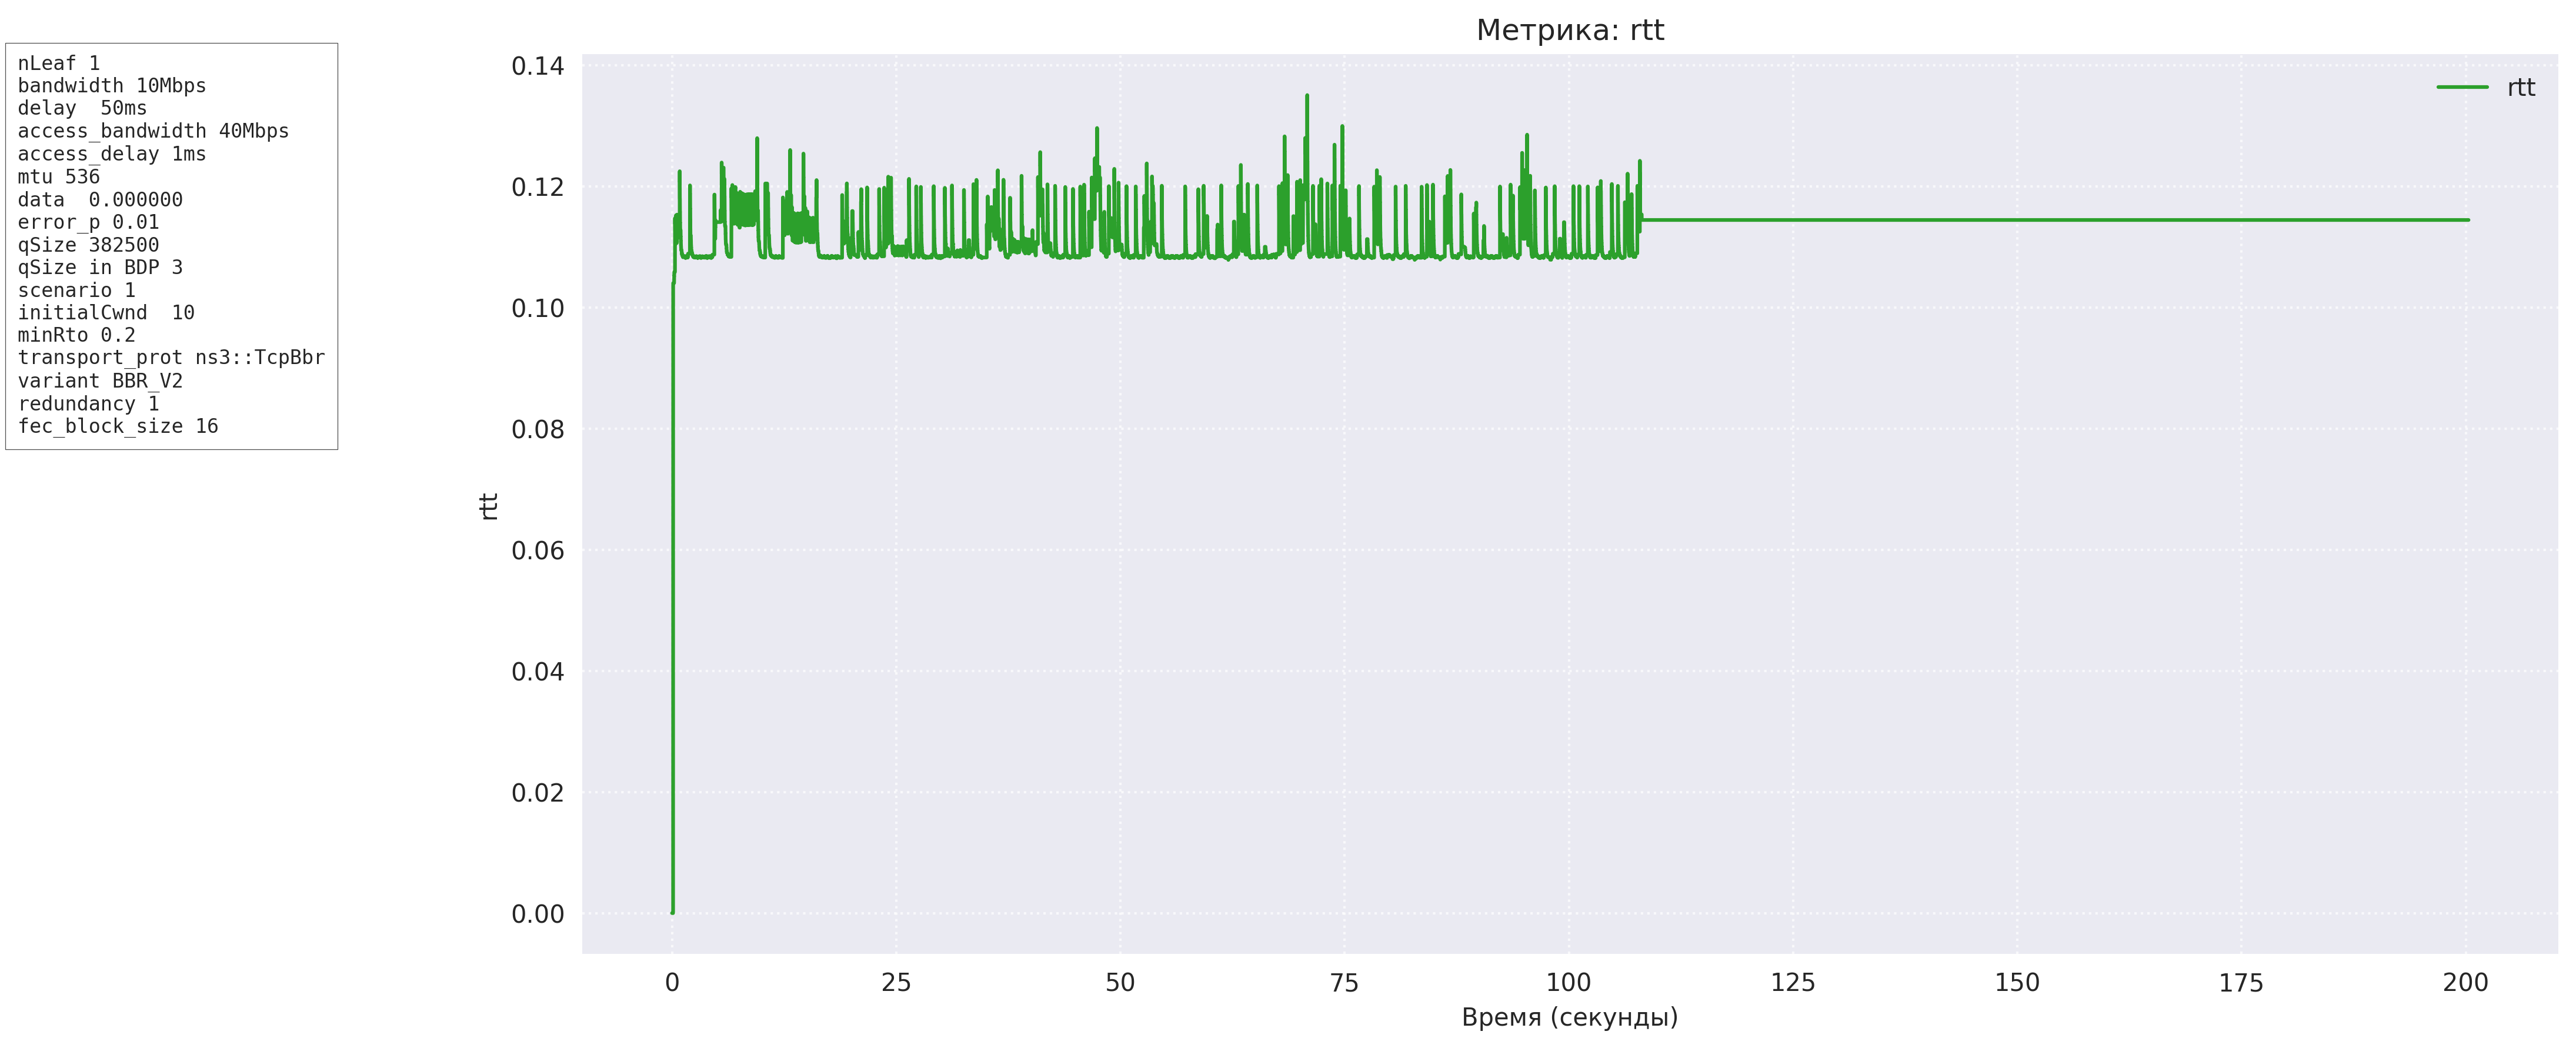 Метрика: rtt
nLeaf 1
bandwidth 10Mbps
delay  50ms
access_bandwidth 40Mbps
access_delay 1ms
mtu 536
data  0.000000
error_p 0.01
qSize 382500
qSize in BDP 3
scenario 1
initialCwnd  10
minRto 0.2
transport_prot ns3::TcpBbr
variant BBR_V2
redundancy 1
fec_block_size 16
rtt
0.14
0.12
0.10
0.08
0.06
0.04
0.02
0.00
rtt
0 25 50 75 100 125 150 175 200
Время (секунды)